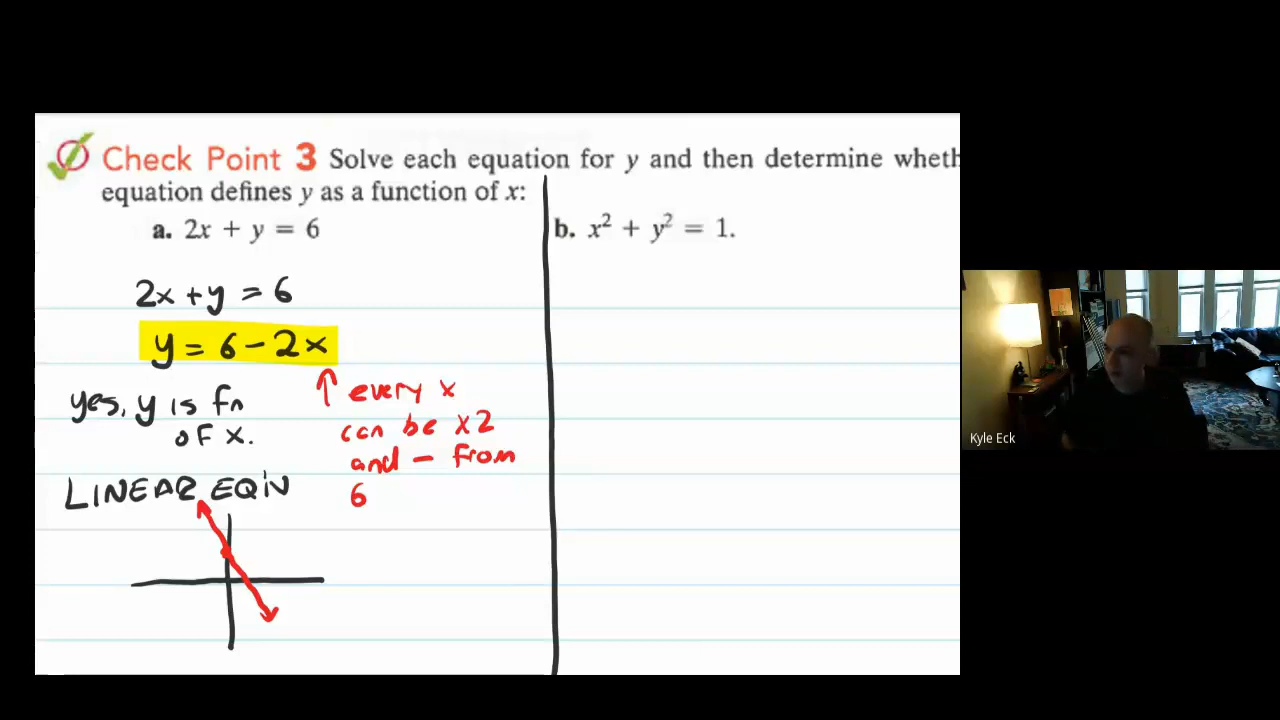 Check Point 3 Solve each equation for y and then determine wheth
equation defines y as a function of x:
a. 2x + y = 6
b. x² + y² = 1.
2x + y = 6
y = 6 - 2x
yes, y is fn
of x.
↑ every x
can be x2
and - from
6
LINEAR EQ'N
Kyle Eck